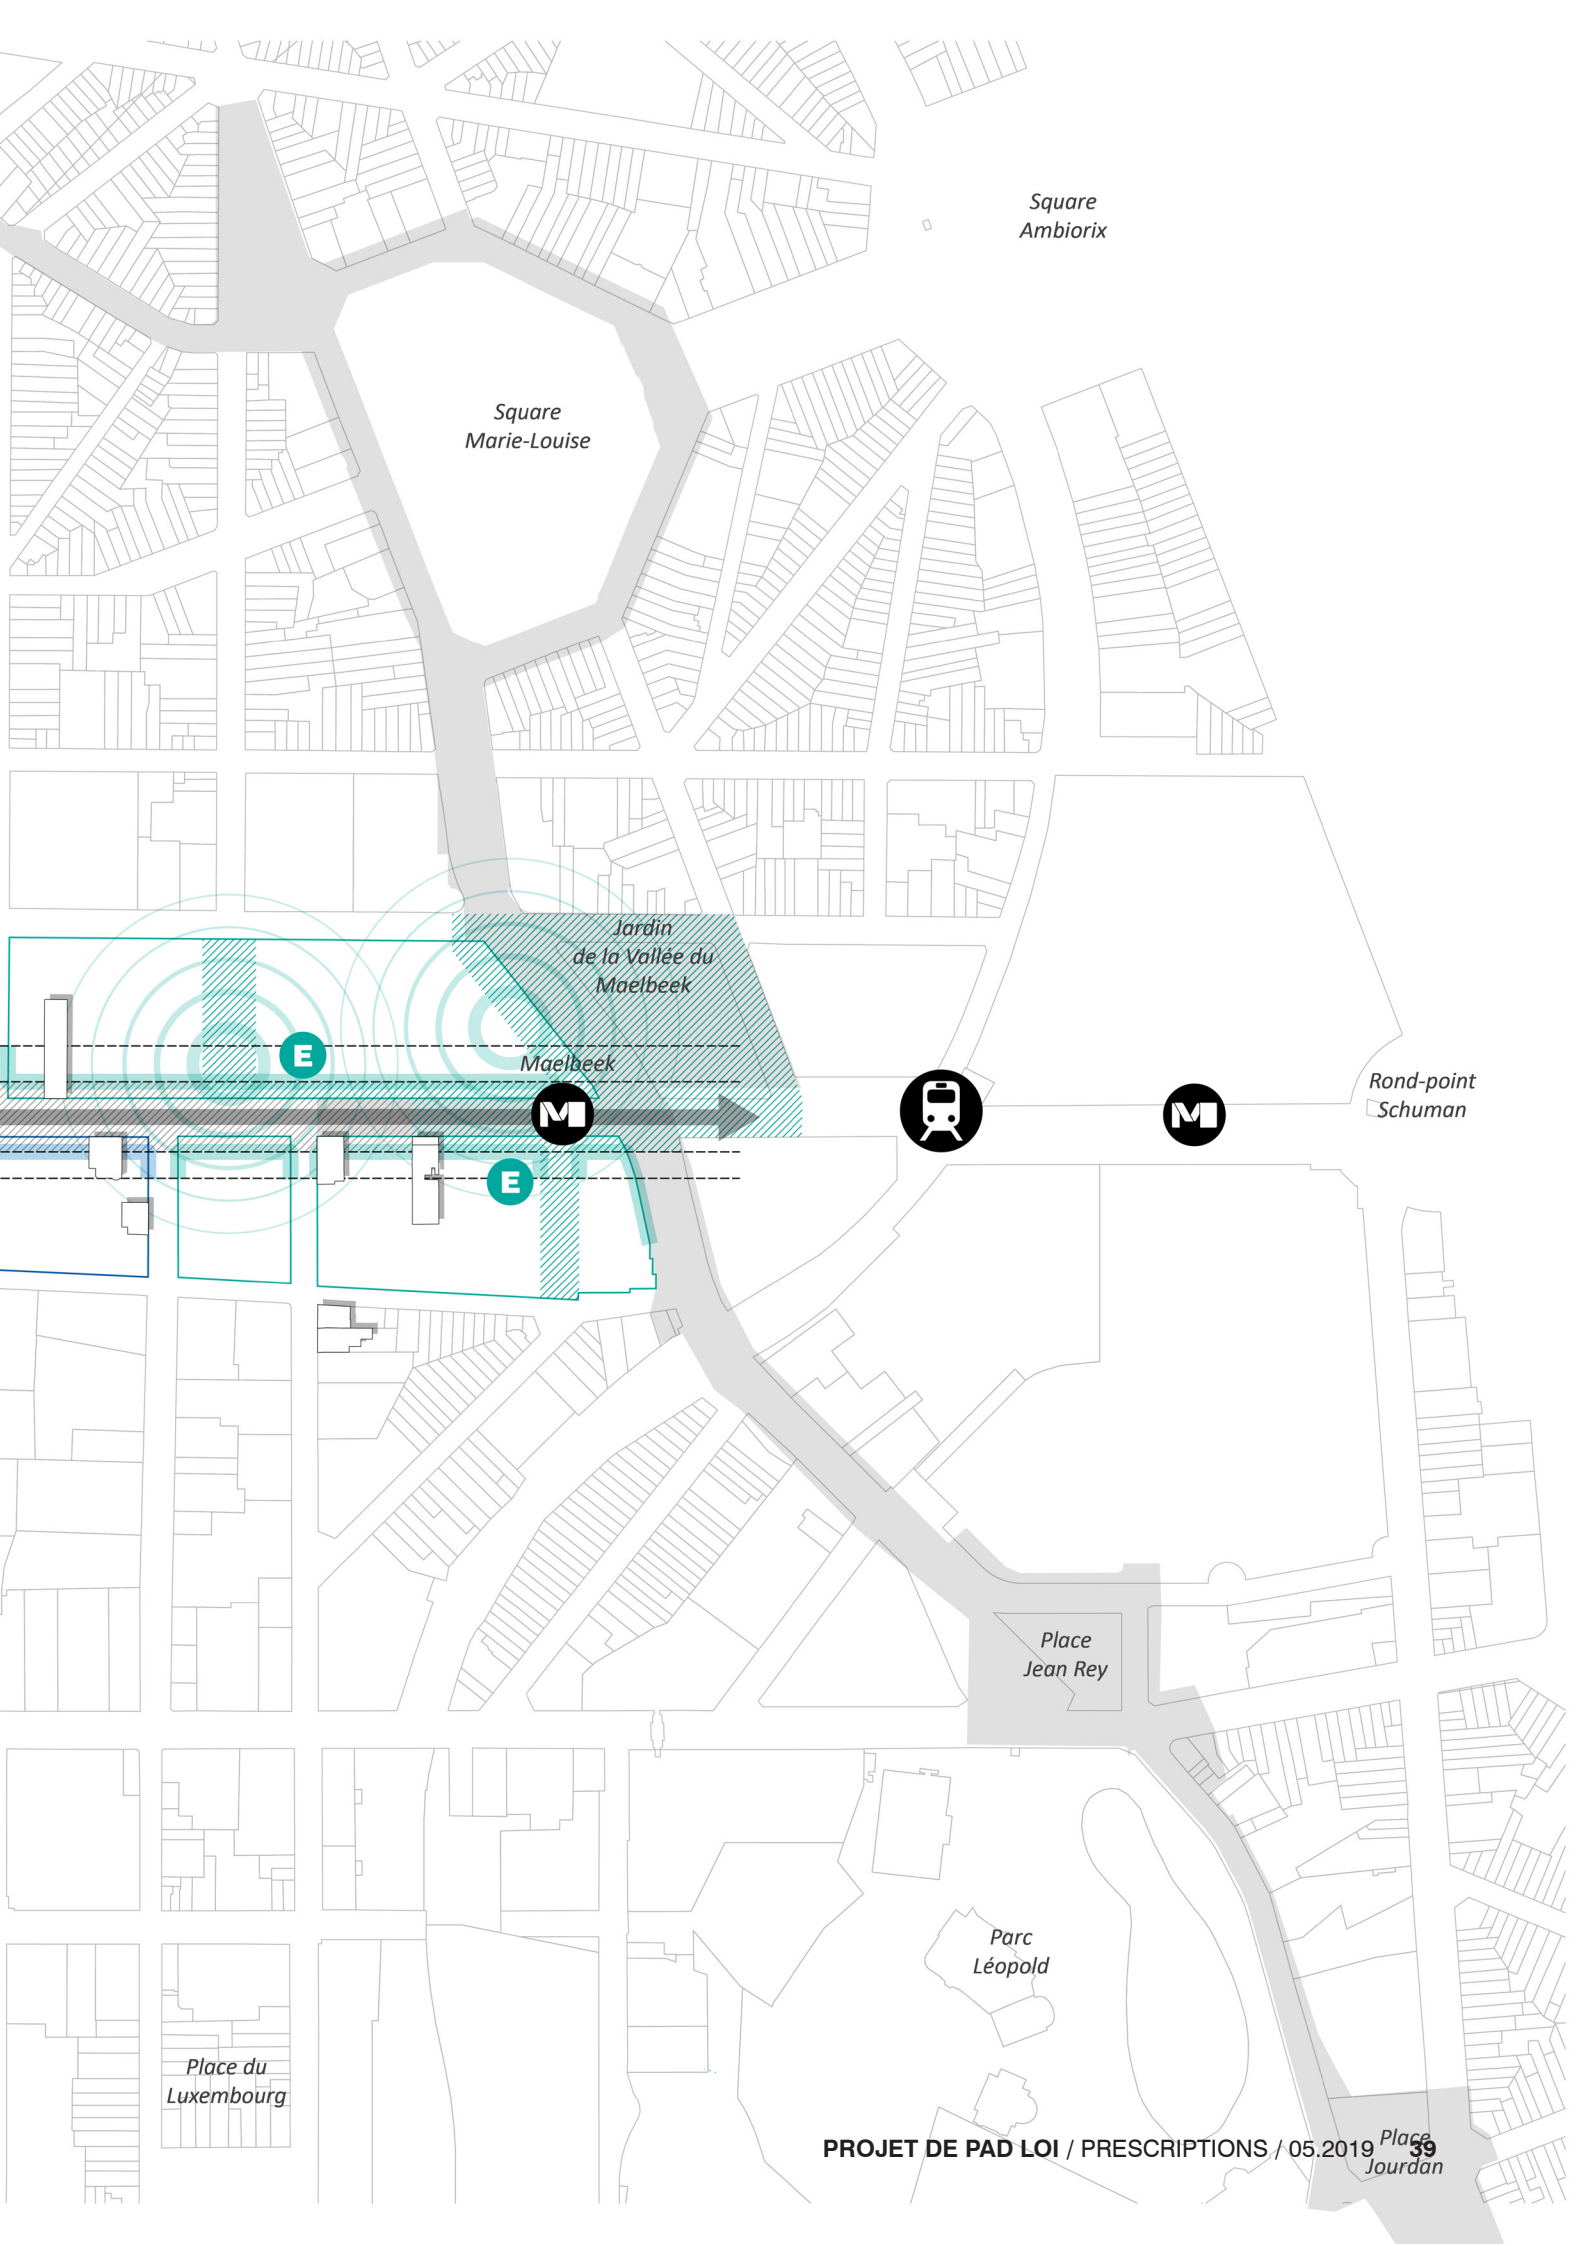 Square
Ambiorix
Square
Marie-Louise
Jardin
de la Vallée du
Maelbeek
E
Maelbeek
M
M
Rond-point
Schuman
E
Place
Jean Rey
Parc
Léopold
Place du
Luxembourg
Place
Jourdan
PROJET DE PAD LOI / PRESCRIPTIONS / 05.2019 39